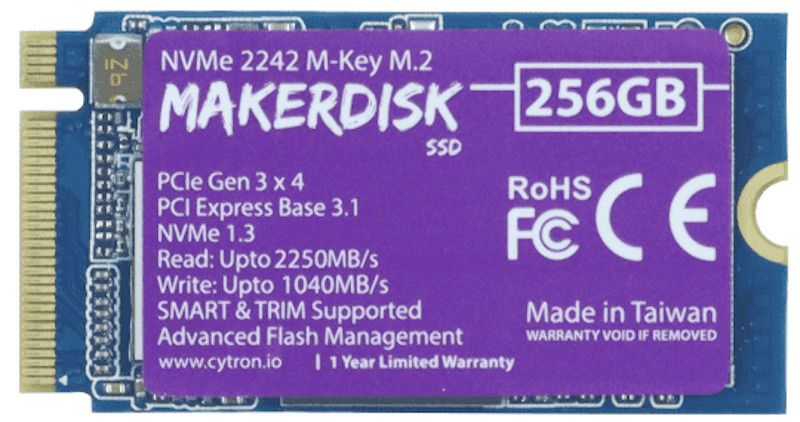 NVMe 2242 M-Key M.2
MAKERDISK
SSD
256GB
PCIe Gen 3 x 4
PCI Express Base 3.1
NVMe 1.3
Read: Upto 2250MB/s
Write: Upto 1040MB/s
SMART & TRIM Supported
Advanced Flash Management
www.cytron.io | 1 Year Limited Warranty
RoHS
FC CE
Made in Taiwan
WARRANTY VOID IF REMOVED